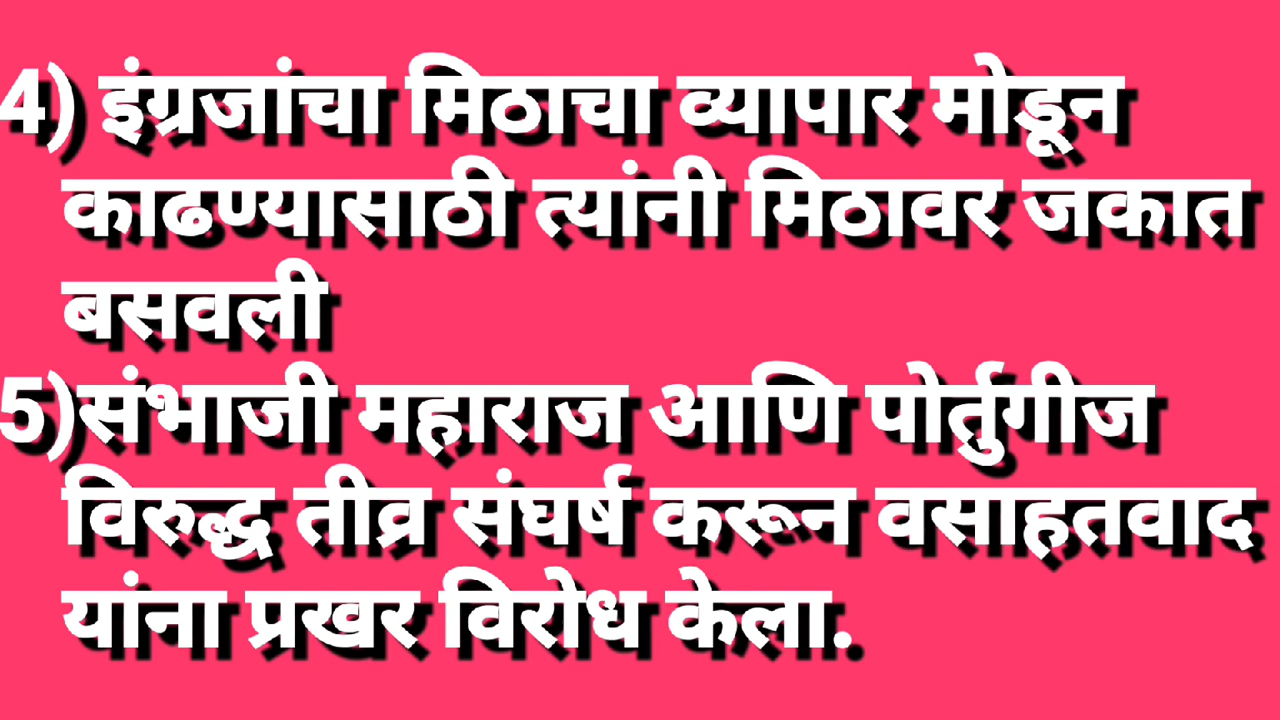 4) इंग्रजांचा मिठाचा व्यापार मोडून
काढण्यासाठी त्यांनी मिठावर जकात
बसवली
5)संभाजी महाराज आणि पोर्तुगीज
विरुद्ध तीव्र संघर्ष करून वसाहतवाद
यांना प्रखर विरोध केला.